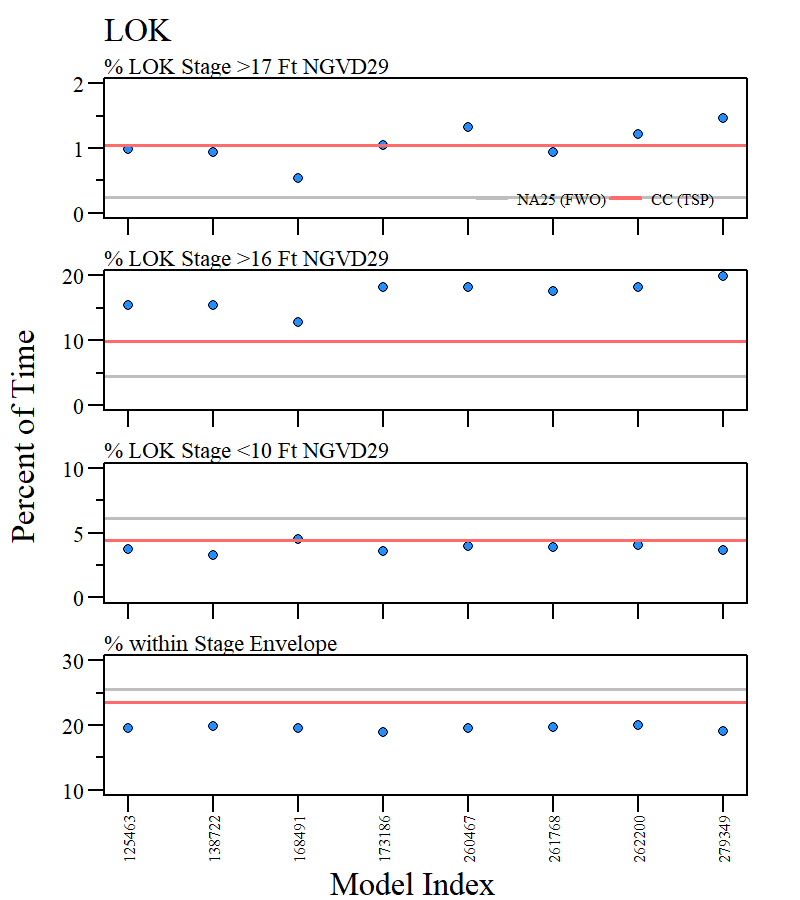 LOK
% LOK Stage >17 Ft NGVD29
2
1
0
NA25 (FWO) CC (TSP)
% LOK Stage >16 Ft NGVD29
20
10
0
Percent of Time
% LOK Stage <10 Ft NGVD29
10
5
0
% within Stage Envelope
30
20
10
125463 138722 168491 173186 260467 261768 262200 279349
Model Index